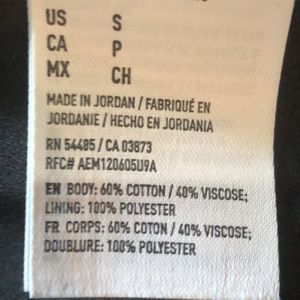 US S
CA P
MX CH
MADE IN JORDAN / FABRIQUÉ EN
JORDANIE / HECHO EN JORDANIA
RN 54485 / CA 03873
RFC# AEM120605U9A
EN BODY: 60% COTTON / 40% VISCOSE;
LINING: 100% POLYESTER
FR CORPS: 60% COTON / 40% VISCOSE;
DOUBLURE: 100% POLYESTER